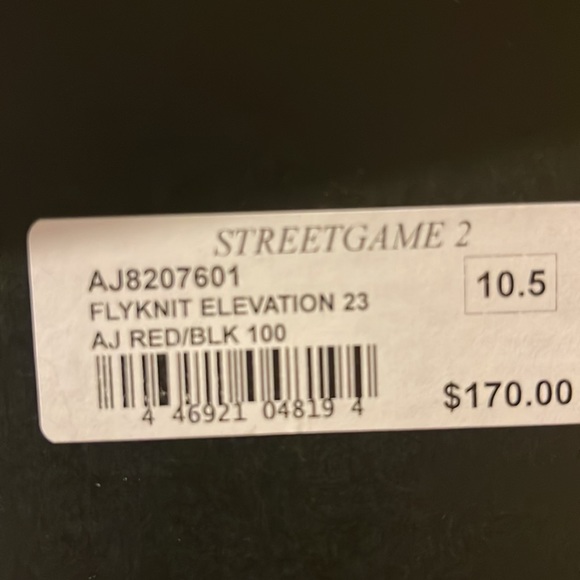 STREETGAME 2
AJ8207601
10.5
FLYKNIT ELEVATION 23
AJ RED/BLK 100
4 46921 04819 4
$170.00